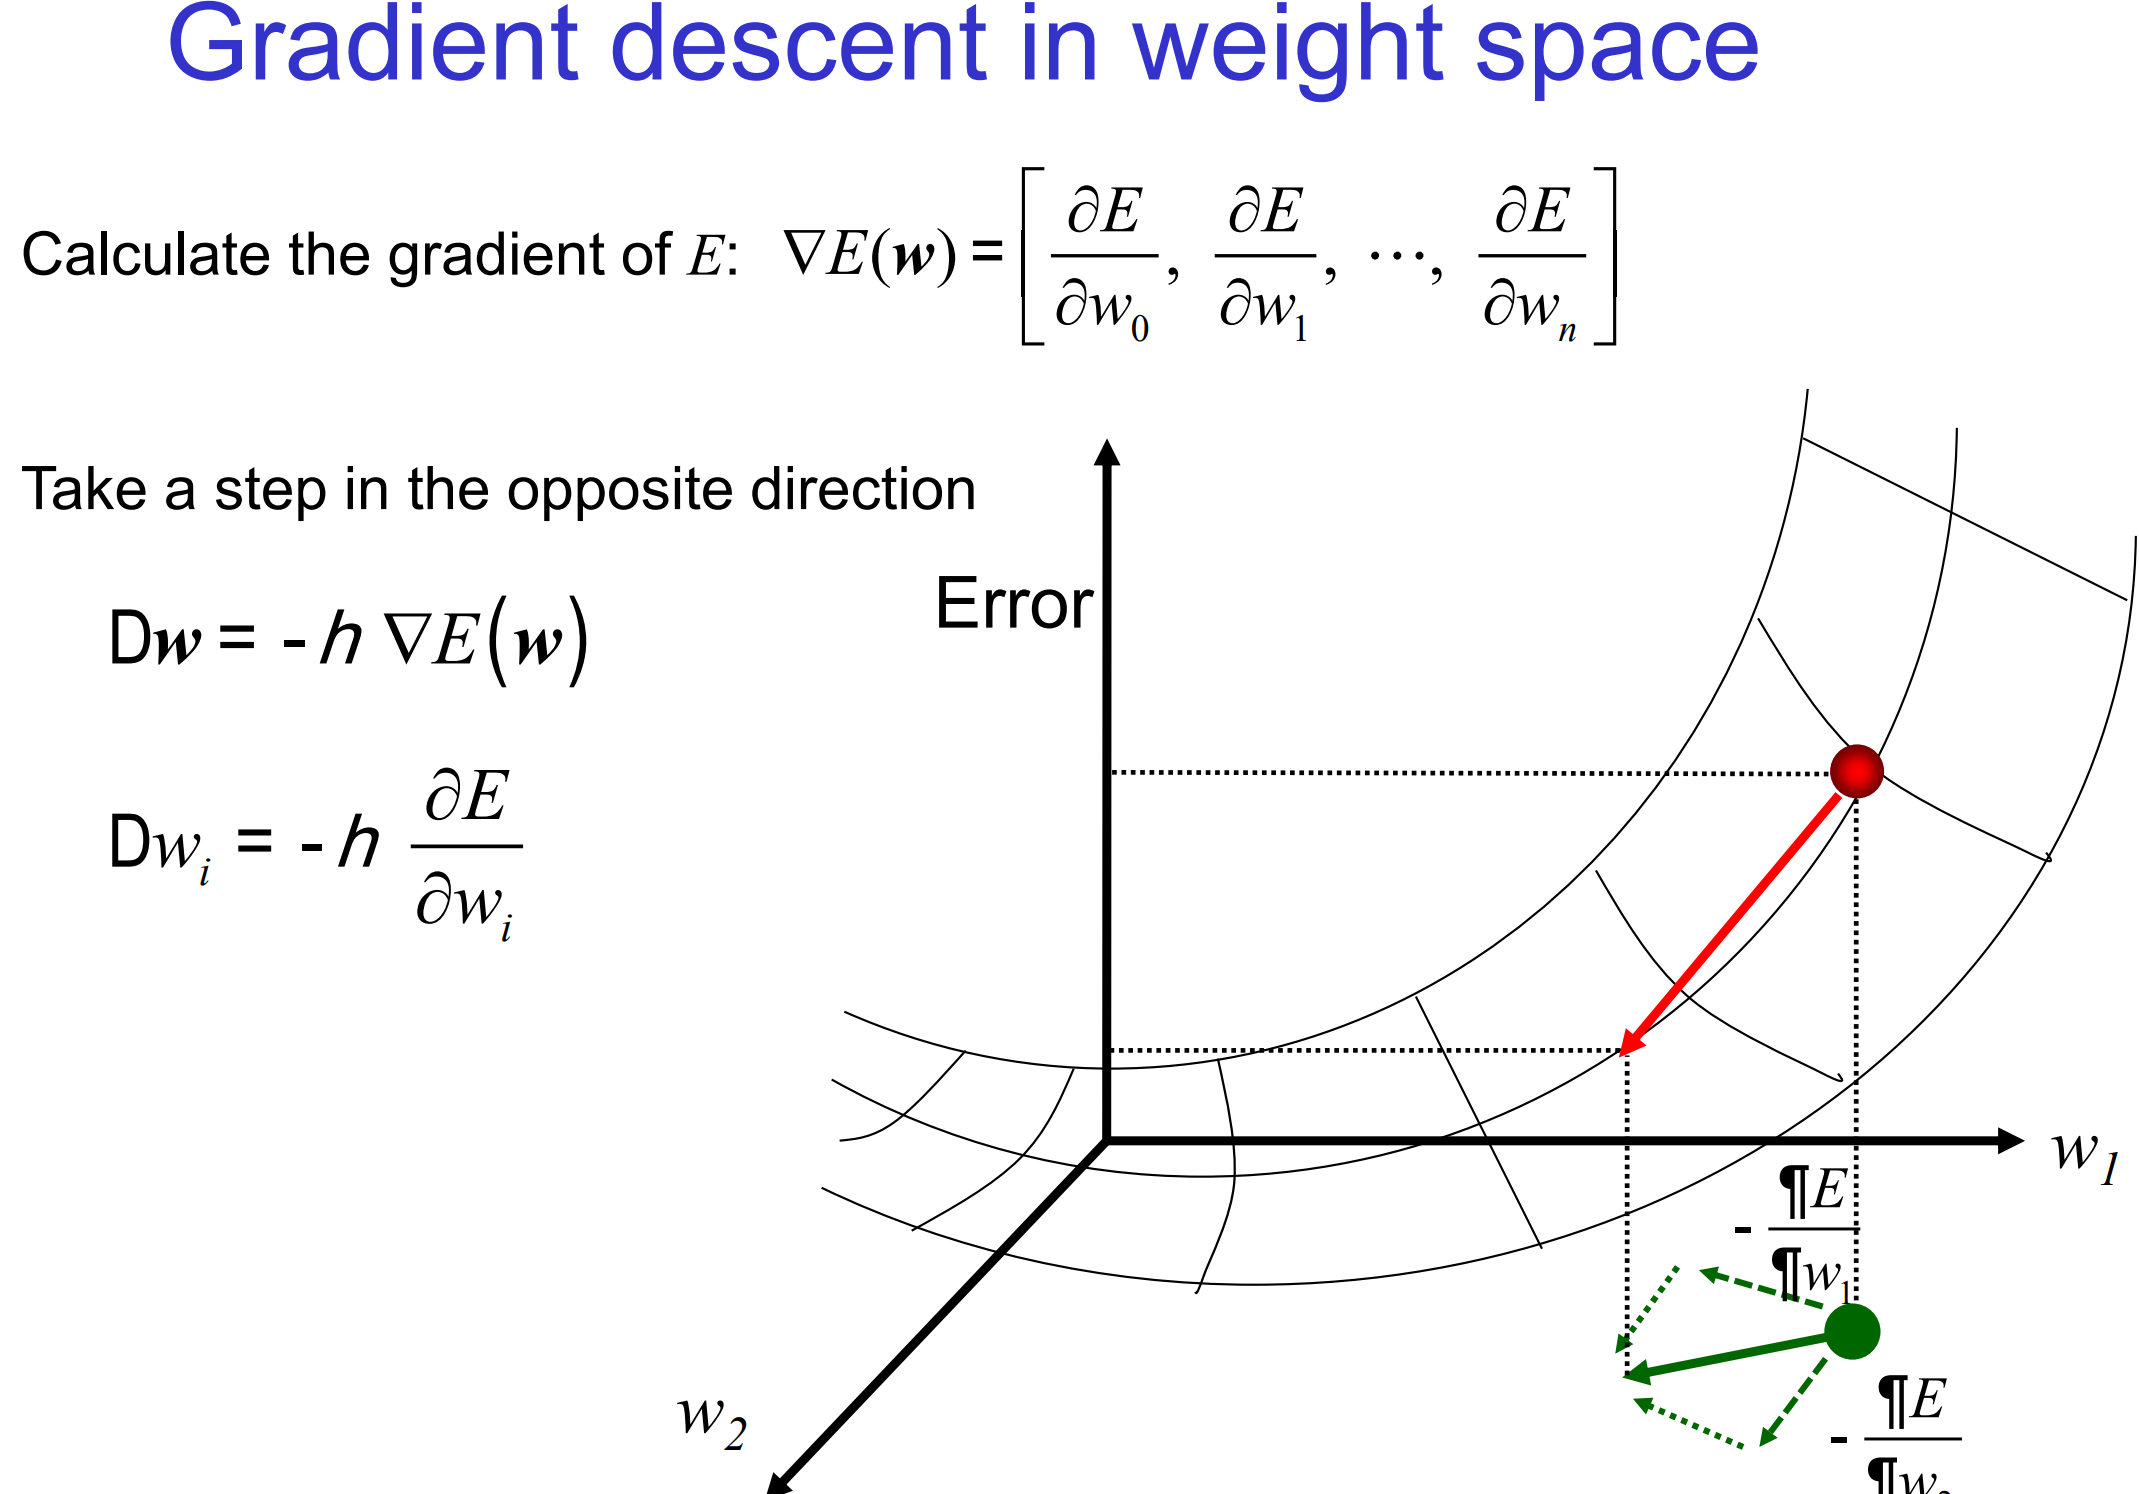 Gradient descent in weight space
Calculate the gradient of E: ∇E(w) = [∂E/∂w₀, ∂E/∂w₁, ⋯, ∂E/∂wₙ]
Take a step in the opposite direction
Dw = - h ∇E(w)
Dwᵢ = - h ∂E/∂wᵢ
Error
w₁
- ¶E/¶w₁
w₂
- ¶E/¶w₂